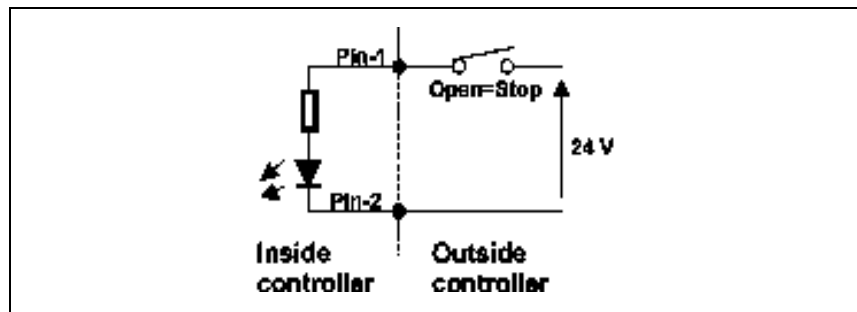 Pin-1
Open=Stop
24 V
Pin-2
Inside
controller
Outside
controller